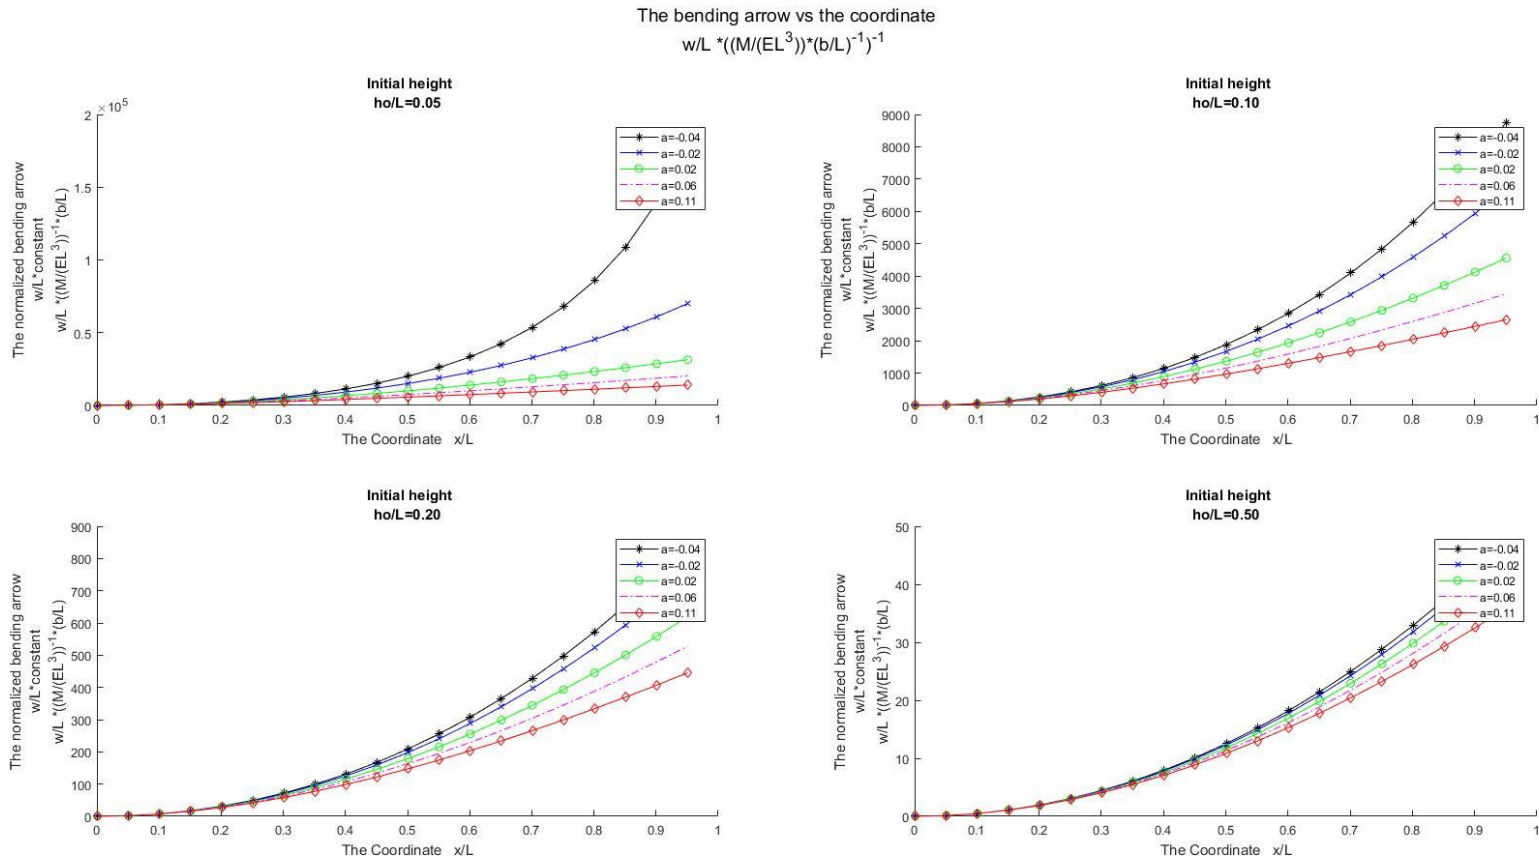 The bending arrow vs the coordinate
w/L *((M/(EL³))*(b/L)⁻¹)⁻¹
Initial height
ho/L=0.05
× 10⁵
2
1.5
1
0.5
0
0 0.1 0.2 0.3 0.4 0.5 0.6 0.7 0.8 0.9 1
The Coordinate x/L
The normalized bending arrow
w/L*constant
w/L *((M/(EL³))⁻¹*(b/L)
a=-0.04
a=-0.02
a=0.02
a=0.06
a=0.11
Initial height
ho/L=0.10
9000
8000
7000
6000
5000
4000
3000
2000
1000
0
0 0.1 0.2 0.3 0.4 0.5 0.6 0.7 0.8 0.9 1
The Coordinate x/L
The normalized bending arrow
w/L*constant
w/L *((M/(EL³))⁻¹*(b/L)
a=-0.04
a=-0.02
a=0.02
a=0.06
a=0.11
Initial height
ho/L=0.20
900
800
700
600
500
400
300
200
100
0
0 0.1 0.2 0.3 0.4 0.5 0.6 0.7 0.8 0.9 1
The Coordinate x/L
The normalized bending arrow
w/L*constant
w/L *((M/(EL³))⁻¹*(b/L)
a=-0.04
a=-0.02
a=0.02
a=0.06
a=0.11
Initial height
ho/L=0.50
50
40
30
20
10
0
0 0.1 0.2 0.3 0.4 0.5 0.6 0.7 0.8 0.9 1
The Coordinate x/L
The normalized bending arrow
w/L*constant
w/L *((M/(EL³))⁻¹*(b/L)
a=-0.04
a=-0.02
a=0.02
a=0.06
a=0.11